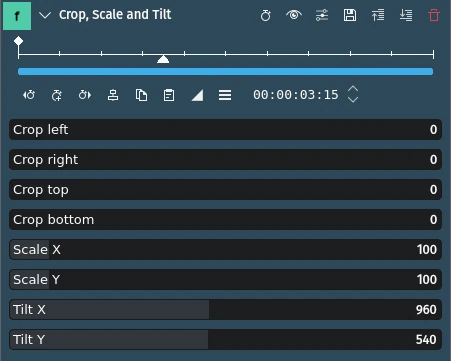 f Crop, Scale and Tilt
00:00:03:15
Crop left 0
Crop right 0
Crop top 0
Crop bottom 0
Scale X 100
Scale Y 100
Tilt X 960
Tilt Y 540